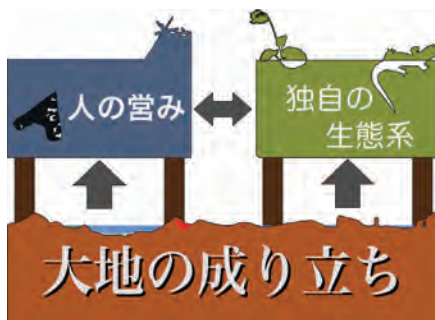 人の営み
独自の
生態系
大地の成り立ち